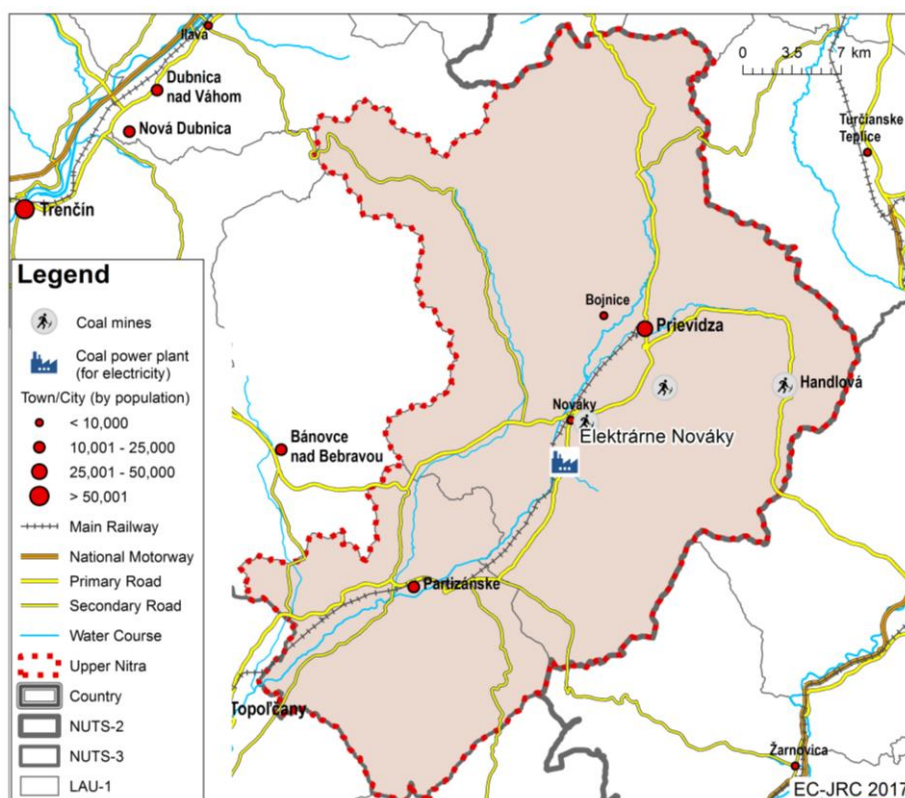 Ilava
0 3.5 7 km
Dubnica
nad Váhom
Nová Dubnica
Turčianske
Teplice
Trenčín
Legend
Coal mines
Coal power plant
(for electricity)
Town/City (by population)
< 10,000
10,001 - 25,000
25,001 - 50,000
> 50,001
Main Railway
National Motorway
Primary Road
Secondary Road
Water Course
Upper Nitra
Country
NUTS-2
NUTS-3
LAU-1
Bojnice
Prievidza
Handlová
Nováky
Elektrárne Nováky
Bánovce
nad Bebravou
Partizánske
Topoľčany
Žarnovica
EC-JRC 2017